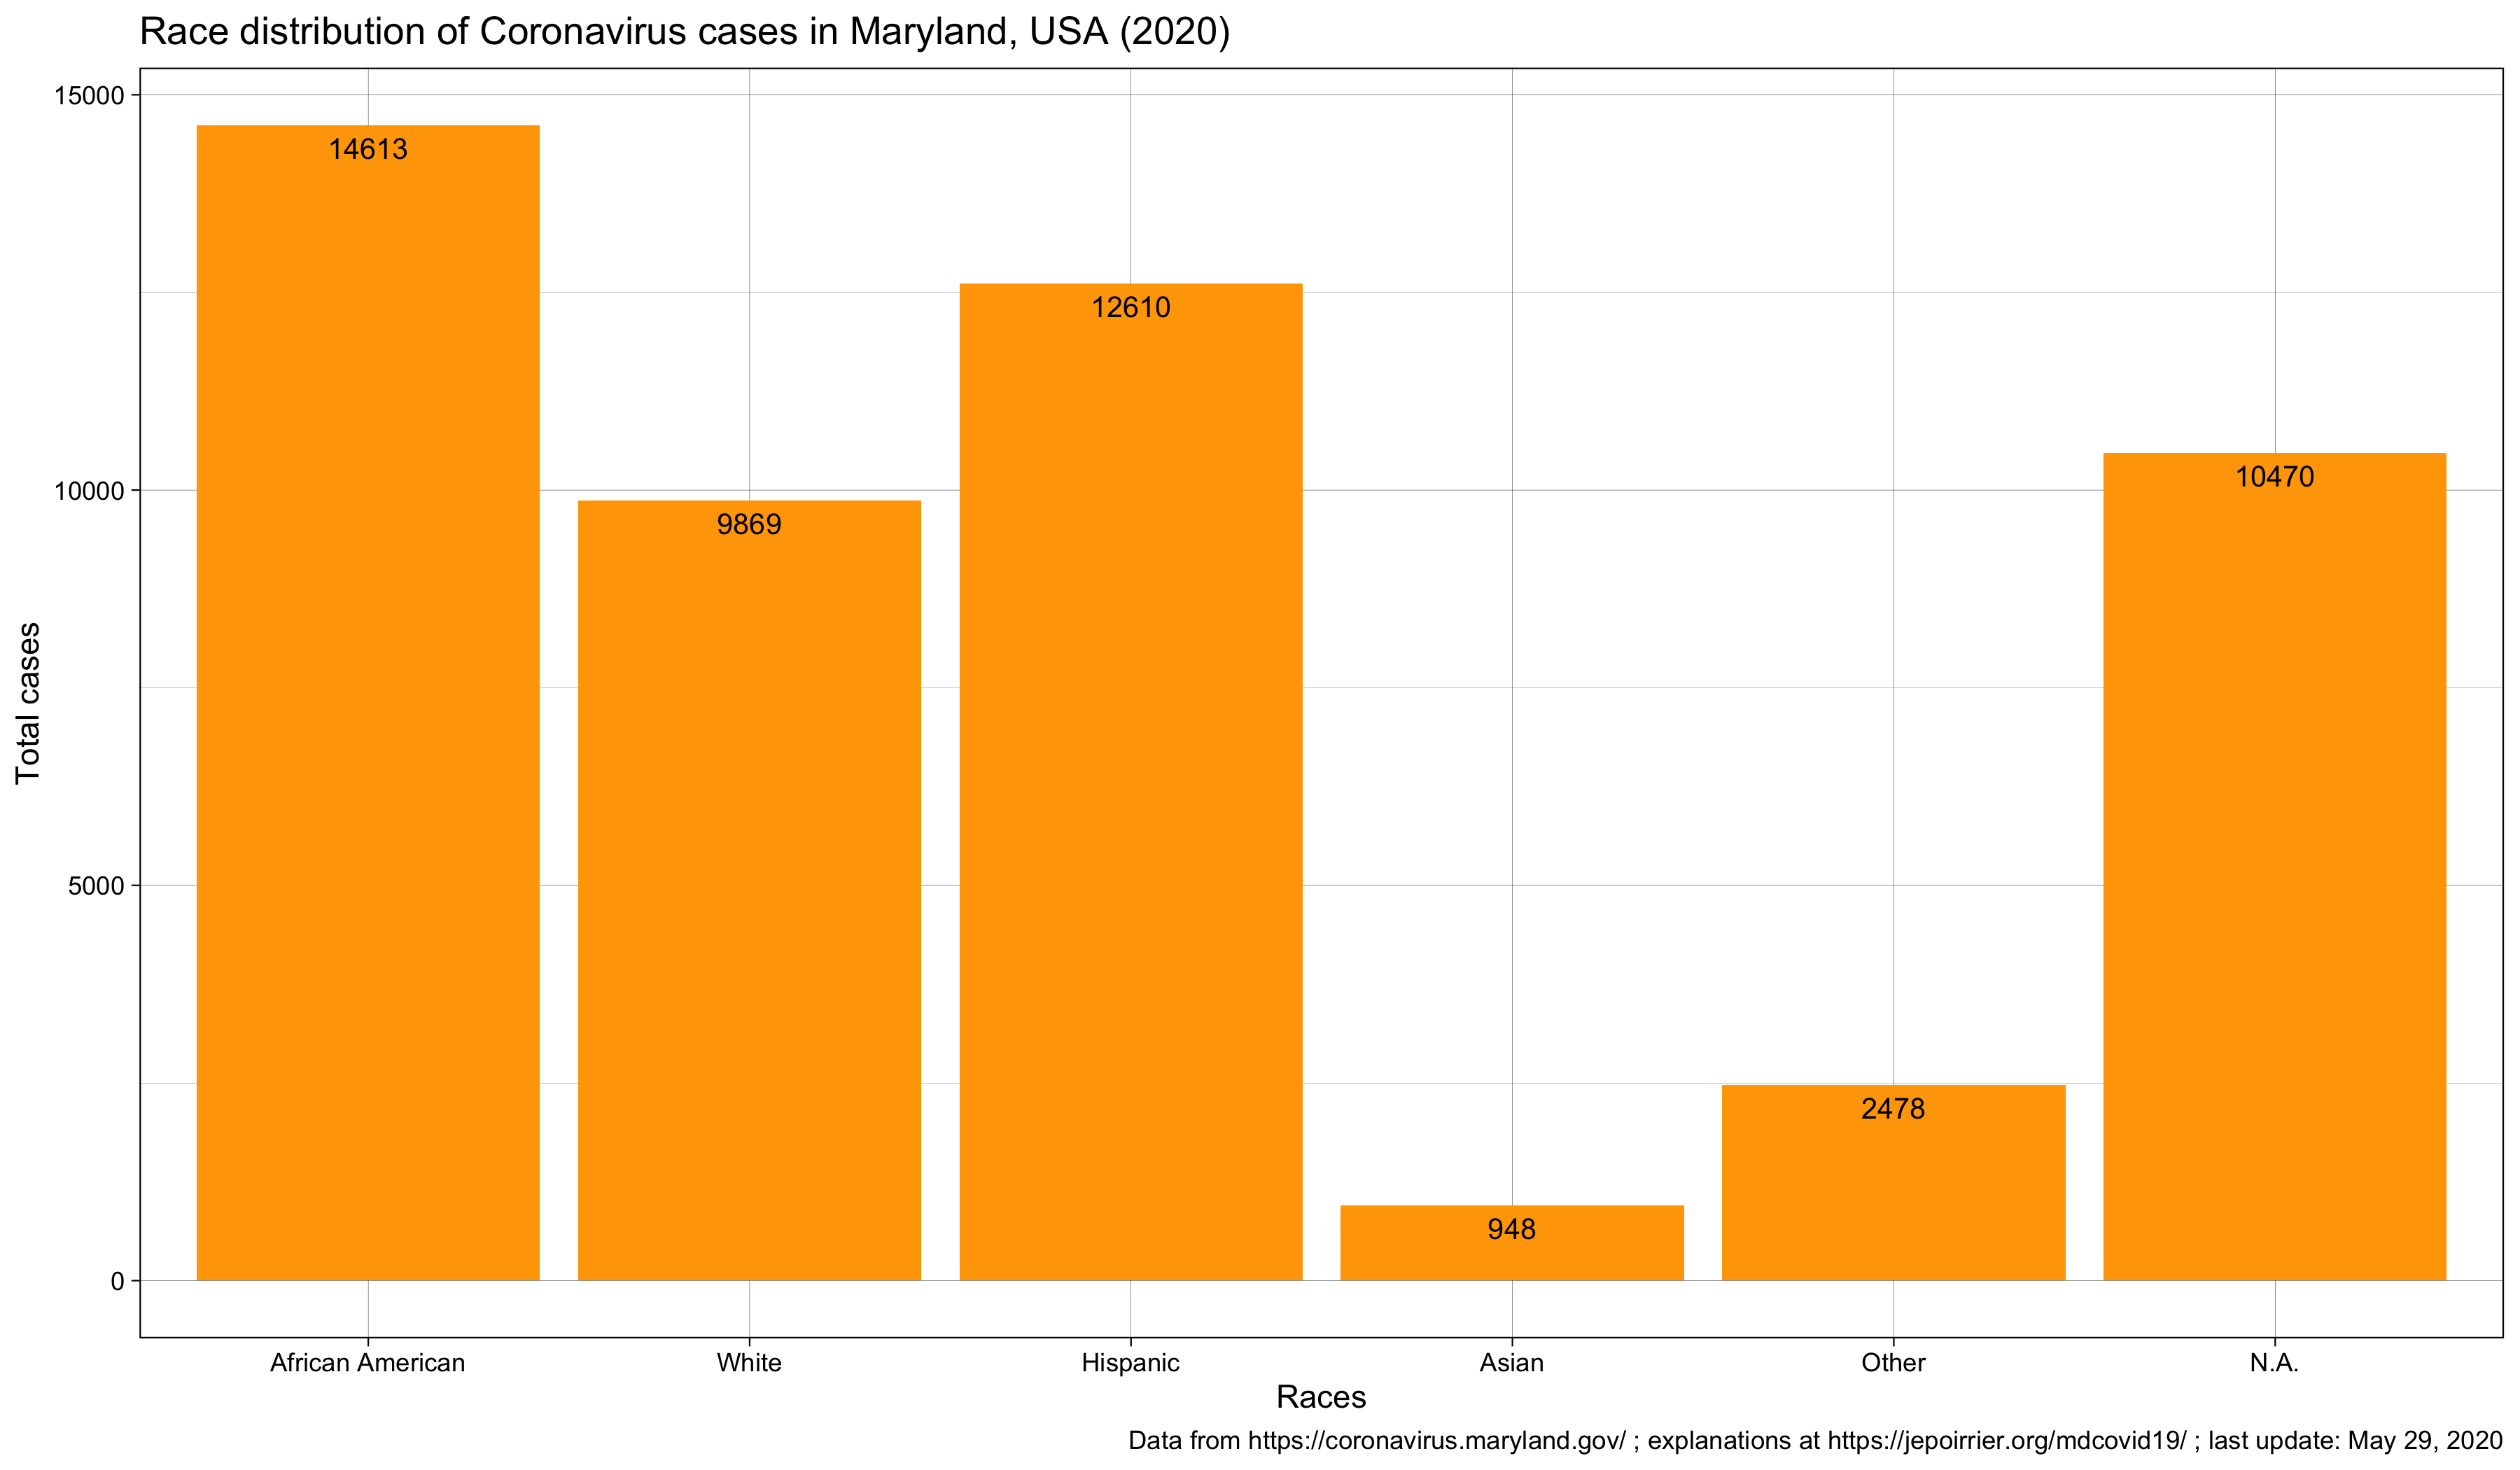 Race distribution of Coronavirus cases in Maryland, USA (2020)
15000
14613
12610
10470
10000
9869
Total cases
5000
2478
948
0
African American White Hispanic Asian Other N.A.
Races
Data from https://coronavirus.maryland.gov/ ; explanations at https://jepoirrier.org/mdcovid19/ ; last update: May 29, 2020